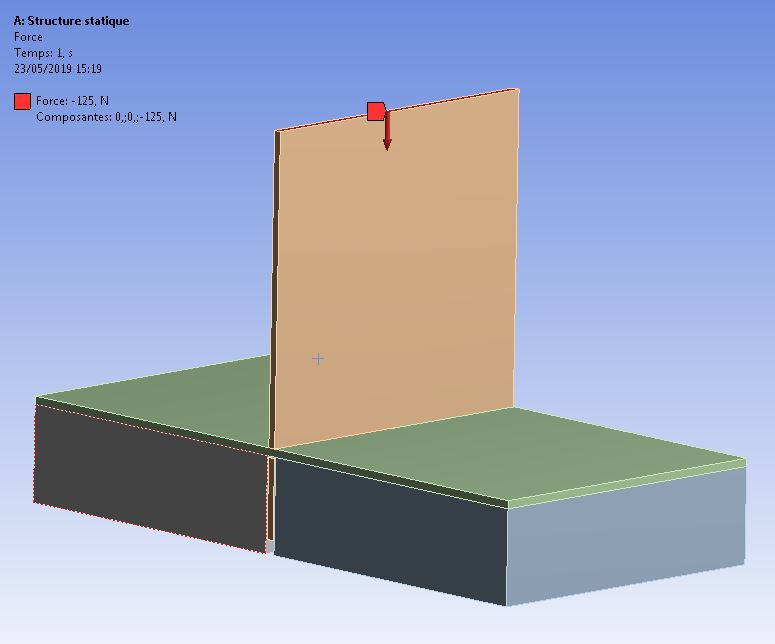 A: Structure statique
Force
Temps: 1, s
23/05/2019 15:19
Force: -125, N
Composantes: 0,;0,;-125, N